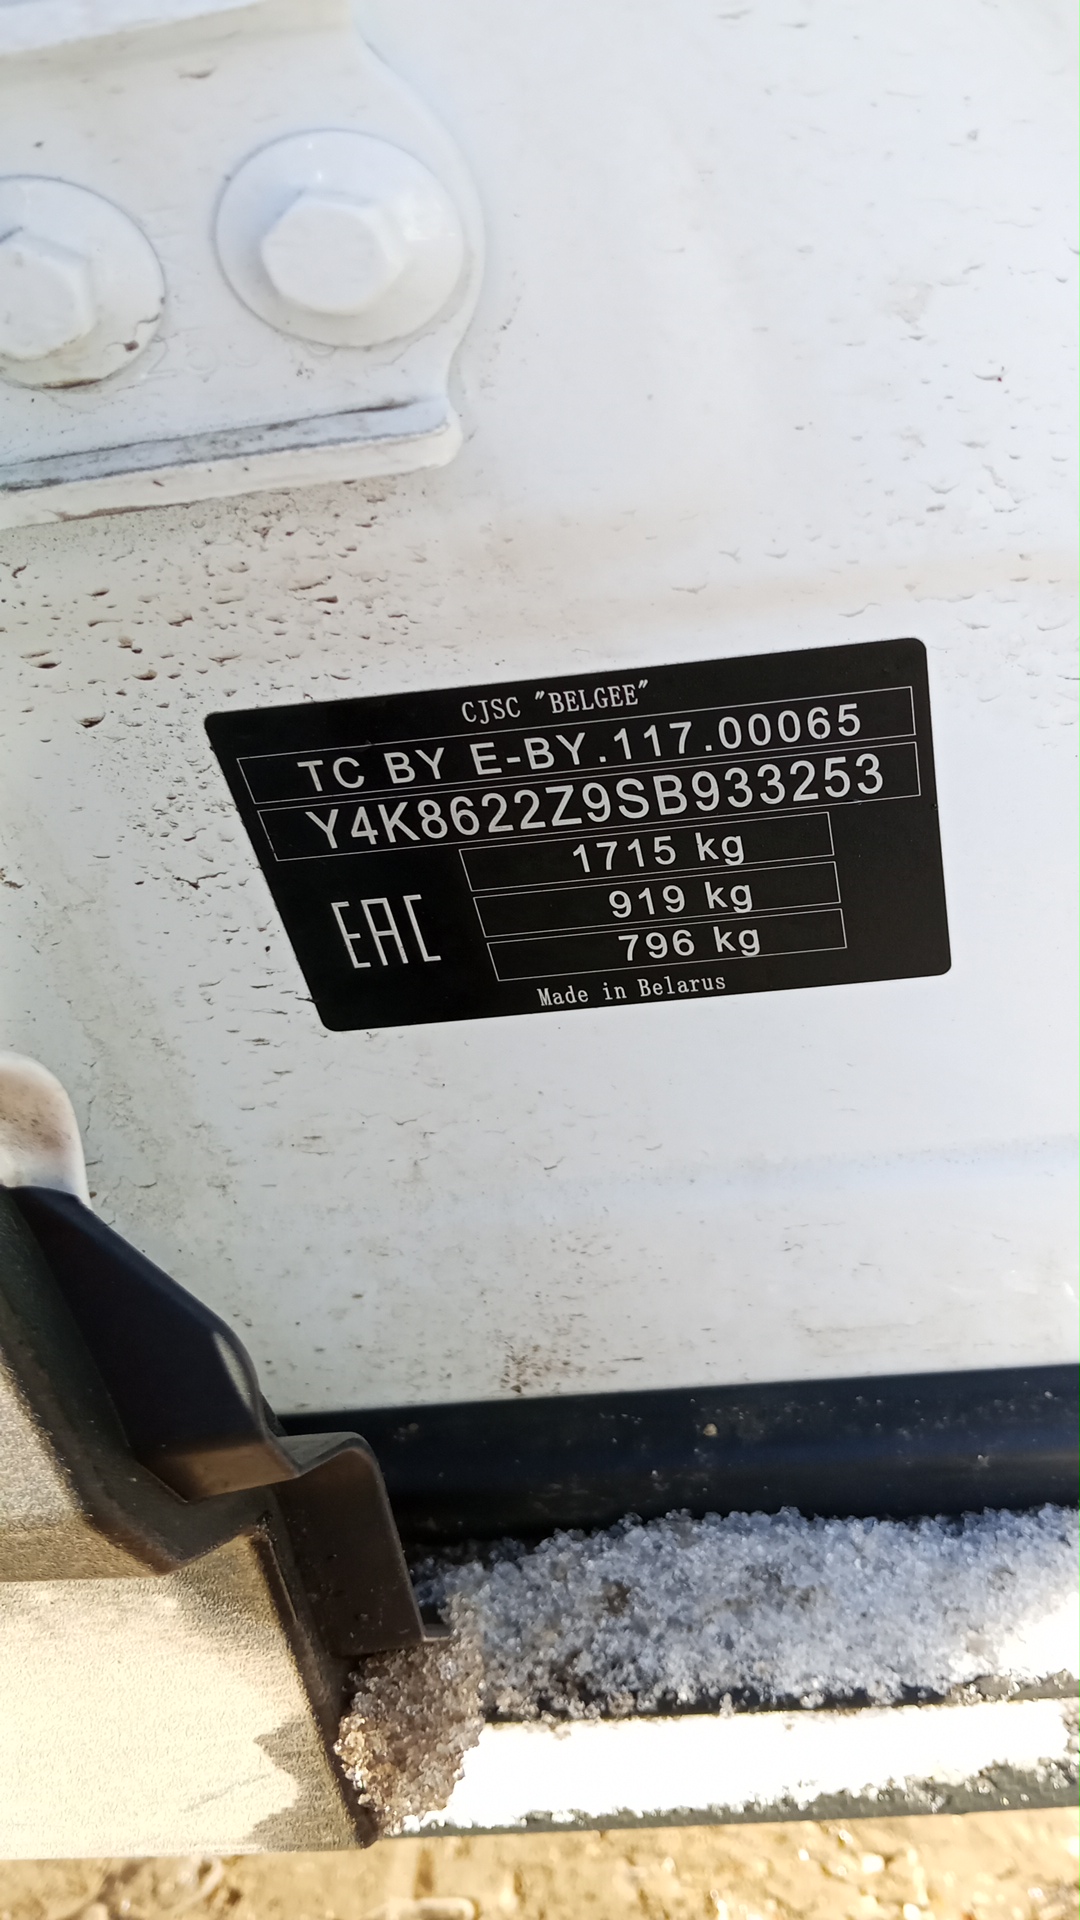 CJSC "BELGEE"
TC BY E-BY.117.00065
Y4K8622Z9SB933253
1715 kg
919 kg
796 kg
EAC
Made in Belarus